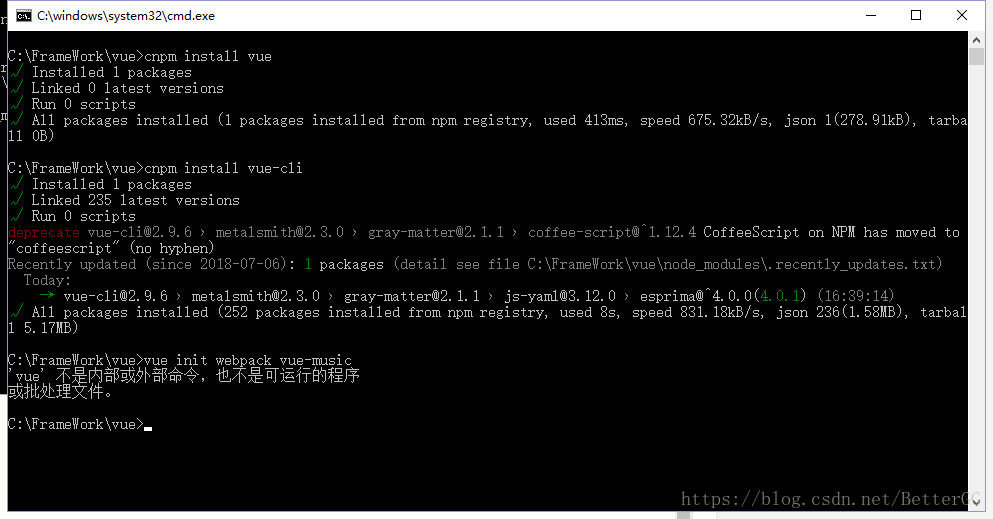 C:\windows\system32\cmd.exe
C:\FrameWork\vue>cnpm install vue
√ Installed 1 packages
√ Linked 0 latest versions
√ Run 0 scripts
√ All packages installed (1 packages installed from npm registry, used 413ms, speed 675.32kB/s, json 1(278.91kB), tarba
ll 0B)
C:\FrameWork\vue>cnpm install vue-cli
√ Installed 1 packages
√ Linked 235 latest versions
√ Run 0 scripts
deprecate vue-cli@2.9.6 › metalsmith@2.3.0 › gray-matter@2.1.1 › coffee-script@^1.12.4 CoffeeScript on NPM has moved to
"coffeescript" (no hyphen)
Recently updated (since 2018-07-06): 1 packages (detail see file C:\FrameWork\vue\node_modules\.recently_updates.txt)
Today:
→ vue-cli@2.9.6 › metalsmith@2.3.0 › gray-matter@2.1.1 › js-yaml@3.12.0 › esprima@^4.0.0(4.0.1) (16:39:14)
√ All packages installed (252 packages installed from npm registry, used 8s, speed 831.18kB/s, json 236(1.58MB), tarbal
l 5.17MB)
C:\FrameWork\vue>vue init webpack vue-music
'vue' 不是内部或外部命令，也不是可运行的程序
或批处理文件。
C:\FrameWork\vue>